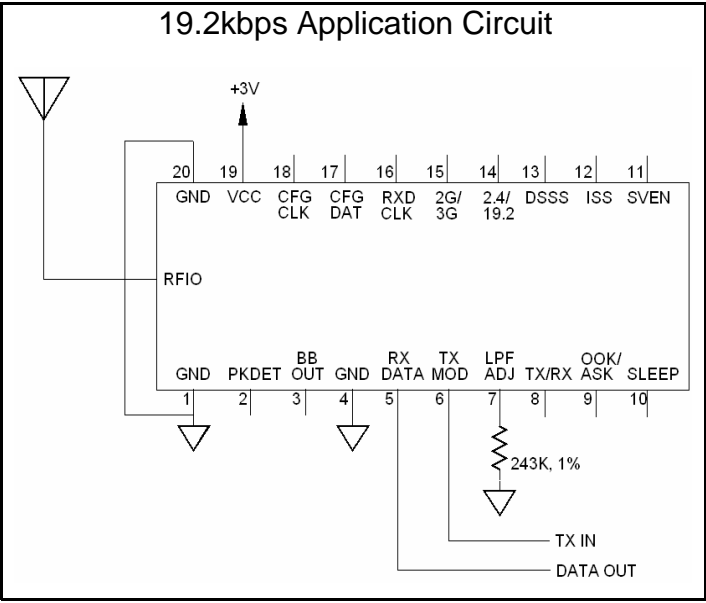 19.2kbps Application Circuit
+3V
20 19 18 17 16 15 14 13 12 11
GND VCC CFG CLK CFG DAT RXD CLK 2G/ 3G 2.4/ 19.2 DSSS ISS SVEN
RFIO
GND PKDET BB OUT GND RX DATA TX MOD LPF ADJ TX/RX OOK/ ASK SLEEP
1 2 3 4 5 6 7 8 9 10
243K, 1%
TX IN
DATA OUT